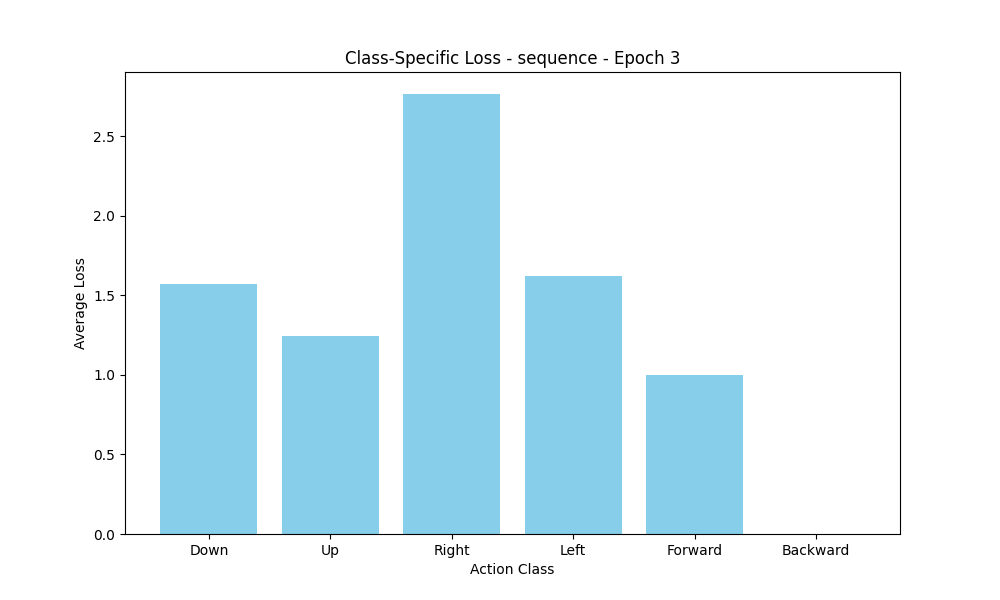 Class-Specific Loss - sequence - Epoch 3
Average Loss
2.5
2.0
1.5
1.0
0.5
0.0
Down Up Right Left Forward Backward
Action Class